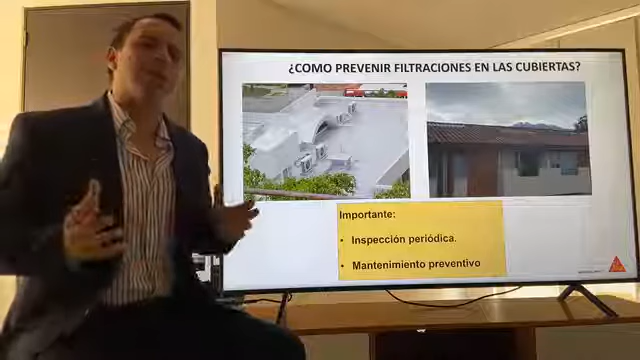 ¿COMO PREVENIR FILTRACIONES EN LAS CUBIERTAS?
Importante:
• Inspección periódica.
• Mantenimiento preventivo